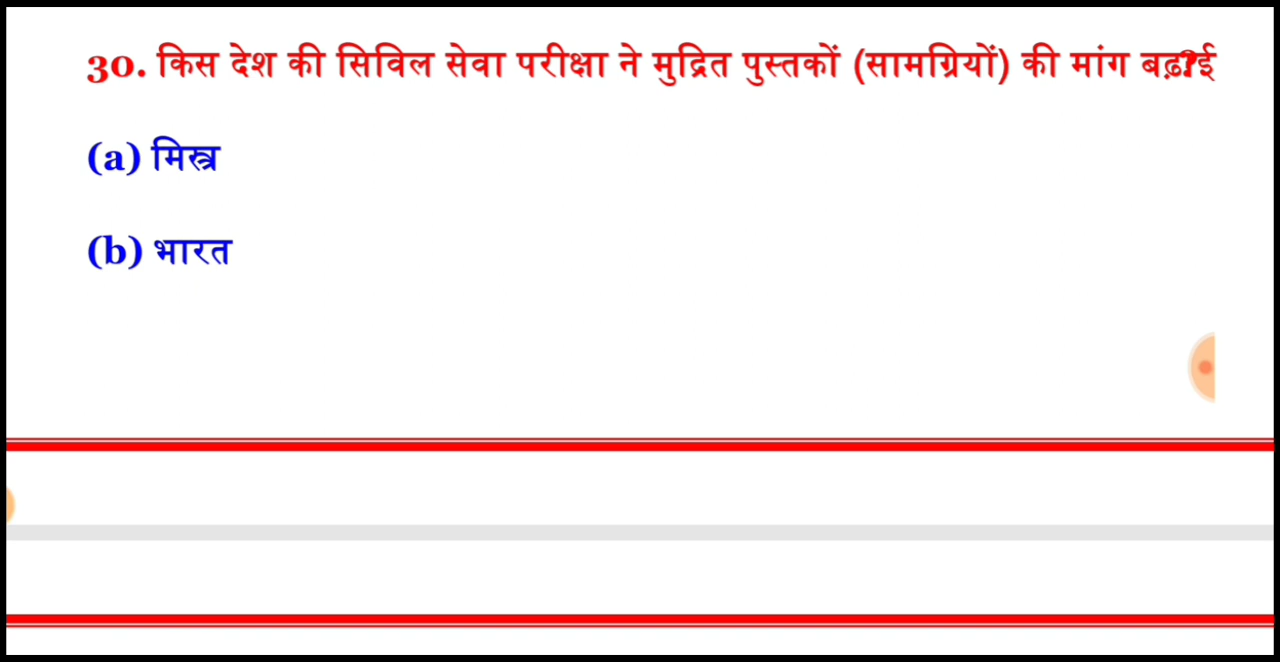 30. किस देश की सिविल सेवा परीक्षा ने मुद्रित पुस्तकों (सामग्रियों) की मांग बढ़ाई?
(a) मिस्त्र
(b) भारत